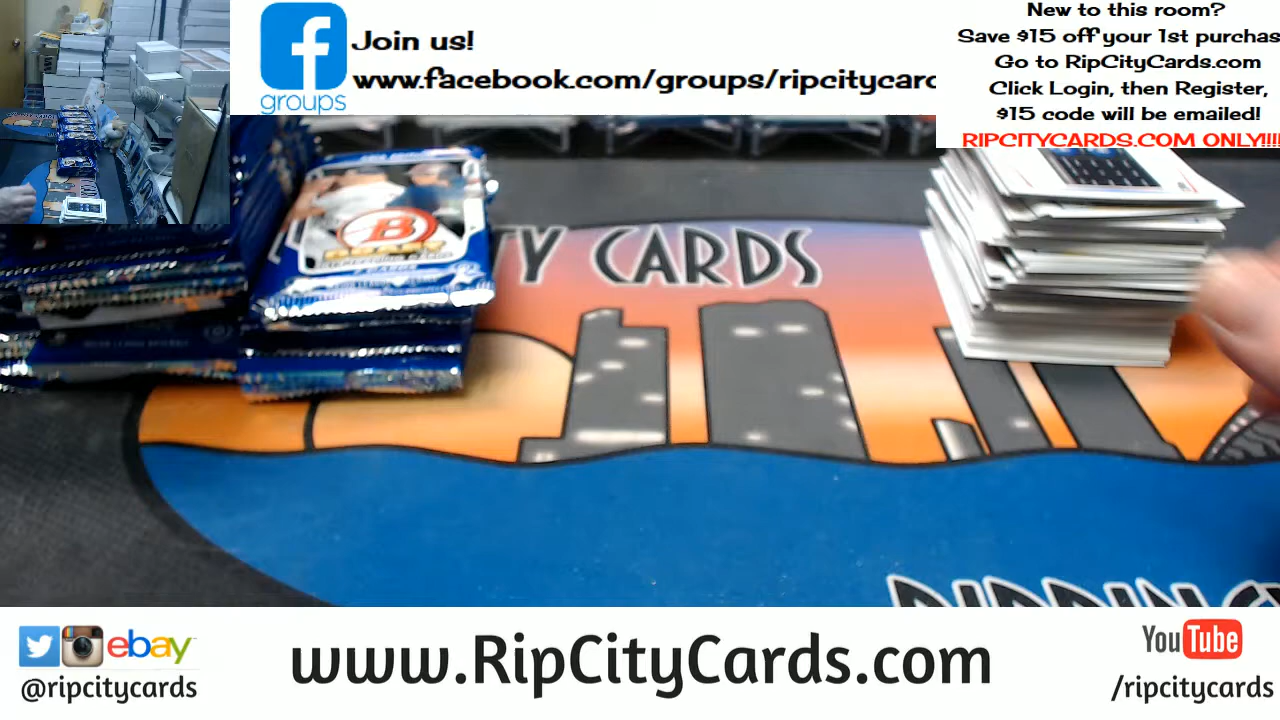 Join us!
www.facebook.com/groups/ripcitycarc
groups
New to this room?
Save $15 off your 1st purchas
Go to RipCityCards.com
Click Login, then Register,
$15 code will be emailed!
RIPCITYCARDS.COM ONLY!!!!
B
TY CARDS
ebay
@ripcitycards
www.RipCityCards.com
YouTube
/ripcitycards